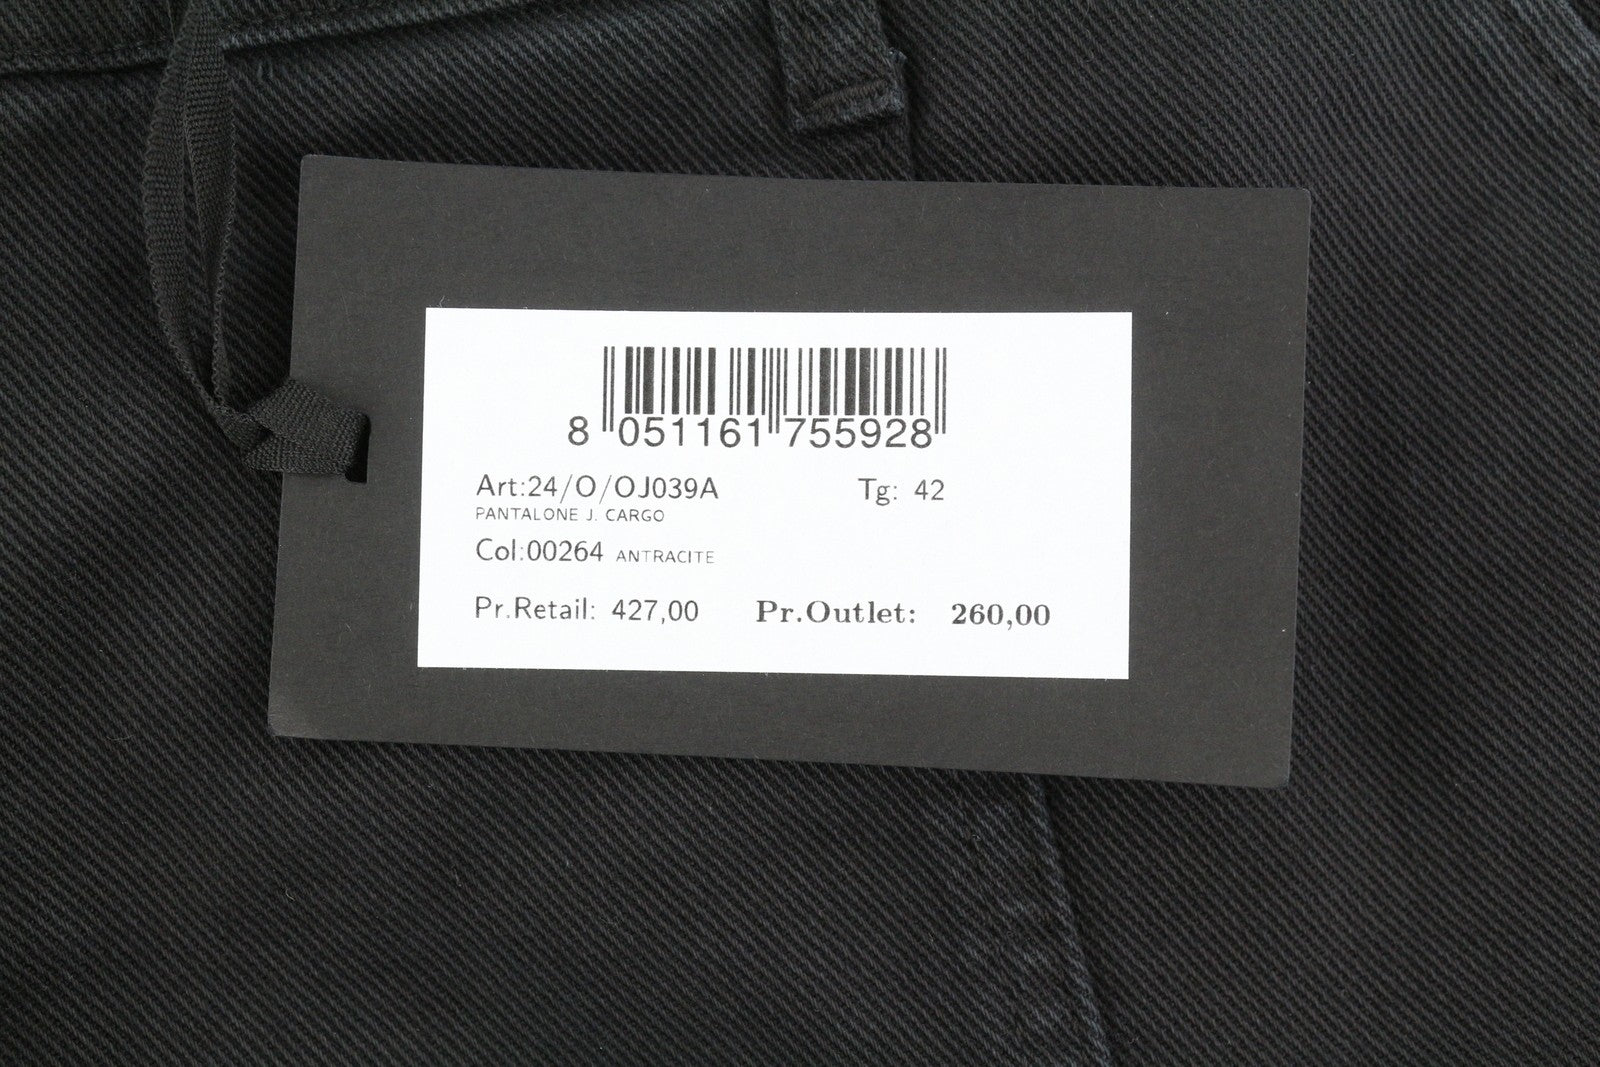 8 051161 755928
Art:24/O/OJ039A Tg: 42
PANTALONE J. CARGO
Col:00264 ANTRACITE
Pr.Retail: 427,00 Pr.Outlet: 260,00